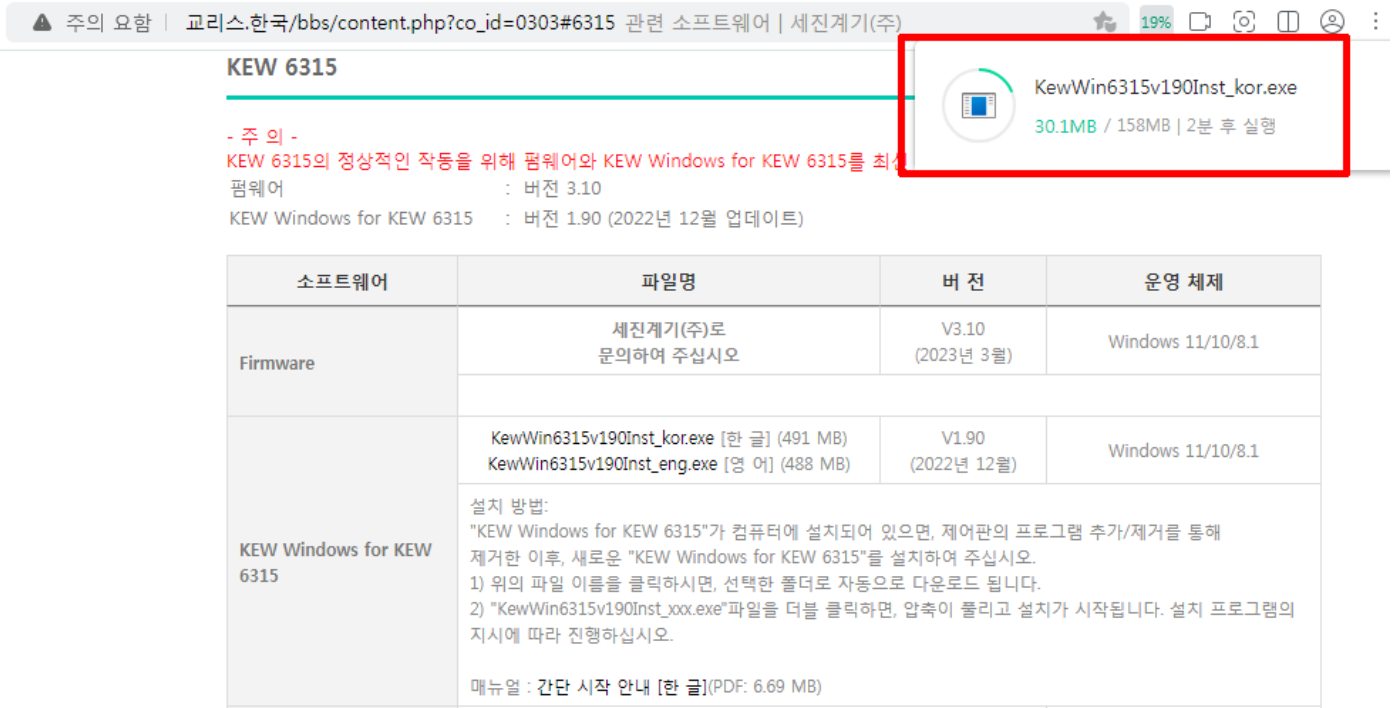 주의 요함 | 교리스.한국/bbs/content.php?co_id=0303#6315 관련 소프트웨어 | 세진계기(주)
19%
KEW 6315
KewWin6315v190Inst_kor.exe
30.1MB / 158MB | 2분 후 실행
- 주 의 -
KEW 6315의 정상적인 작동을 위해 펌웨어와 KEW Windows for KEW 6315를 최신
펌웨어 : 버전 3.10
KEW Windows for KEW 6315 : 버전 1.90 (2022년 12월 업데이트)
소프트웨어 파일명 버 전 운영 체제
Firmware
세진계기(주)로
문의하여 주십시오
V3.10
(2023년 3월)
Windows 11/10/8.1
KEW Windows for KEW
6315
KewWin6315v190Inst_kor.exe [한 글] (491 MB)
KewWin6315v190Inst_eng.exe [영 어] (488 MB)
V1.90
(2022년 12월)
Windows 11/10/8.1
설치 방법:
"KEW Windows for KEW 6315"가 컴퓨터에 설치되어 있으면, 제어판의 프로그램 추가/제거를 통해
제거한 이후, 새로운 "KEW Windows for KEW 6315"를 설치하여 주십시오.
1) 위의 파일 이름을 클릭하시면, 선택한 폴더로 자동으로 다운로드 됩니다.
2) "KewWin6315v190Inst_xxx.exe"파일을 더블 클릭하면, 압축이 풀리고 설치가 시작됩니다. 설치 프로그램의
지시에 따라 진행하십시오.
매뉴얼 : 간단 시작 안내 [한 글](PDF: 6.69 MB)